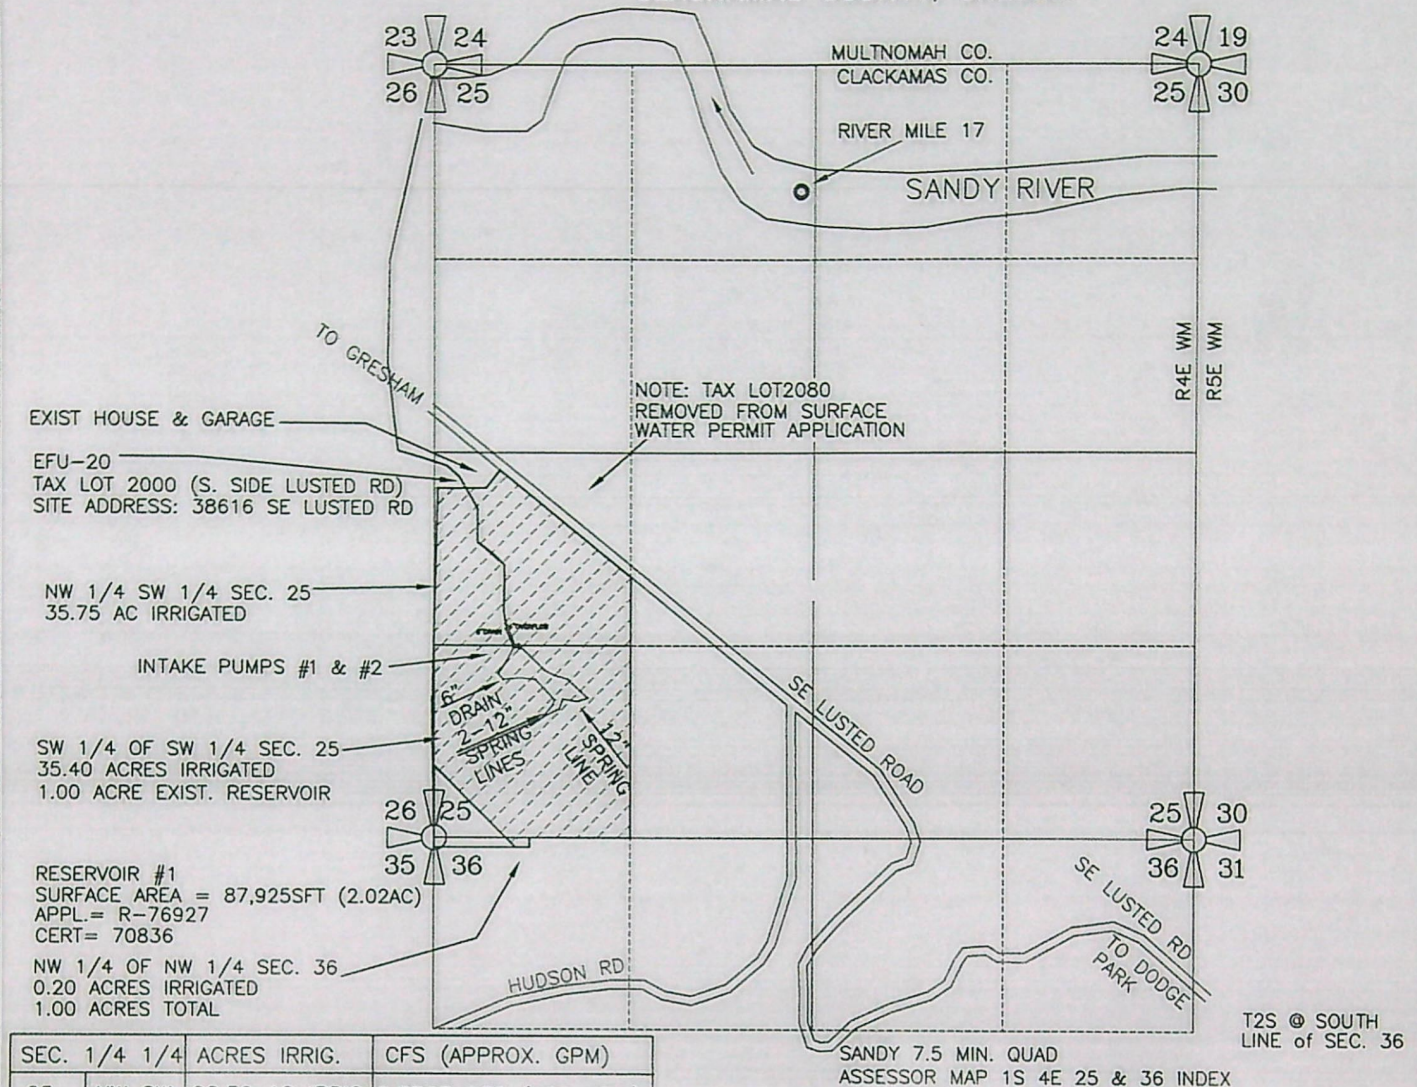 23 24
26 25
24 19
25 30
MULTNOMAH CO.
CLACKAMAS CO.
RIVER MILE 17
SANDY RIVER
R4E WM
R5E WM
TO GRESHAM
NOTE: TAX LOT2080
REMOVED FROM SURFACE
WATER PERMIT APPLICATION
EXIST HOUSE & GARAGE
EFU-20
TAX LOT 2000 (S. SIDE LUSTED RD)
SITE ADDRESS: 38616 SE LUSTED RD
NW 1/4 SW 1/4 SEC. 25
35.75 AC IRRIGATED
INTAKE PUMPS #1 & #2
6"
DRAIN
2-12"
SPRING
LINES
12"
SPRING
LINE
SE LUSTED ROAD
SW 1/4 OF SW 1/4 SEC. 25
35.40 ACRES IRRIGATED
1.00 ACRE EXIST. RESERVOIR
26 25
35 36
25 30
36 31
RESERVOIR #1
SURFACE AREA = 87,925SFT (2.02AC)
APPL.= R-76927
CERT= 70836
NW 1/4 OF NW 1/4 SEC. 36
0.20 ACRES IRRIGATED
1.00 ACRES TOTAL
HUDSON RD
SE LUSTED RD
TO DODGE
PARK
T2S @ SOUTH
LINE of SEC. 36
SEC. 1/4 1/4 ACRES IRRIG. CFS (APPROX. GPM)
SANDY 7.5 MIN. QUAD
ASSESSOR MAP 1S 4E 25 & 36 INDEX